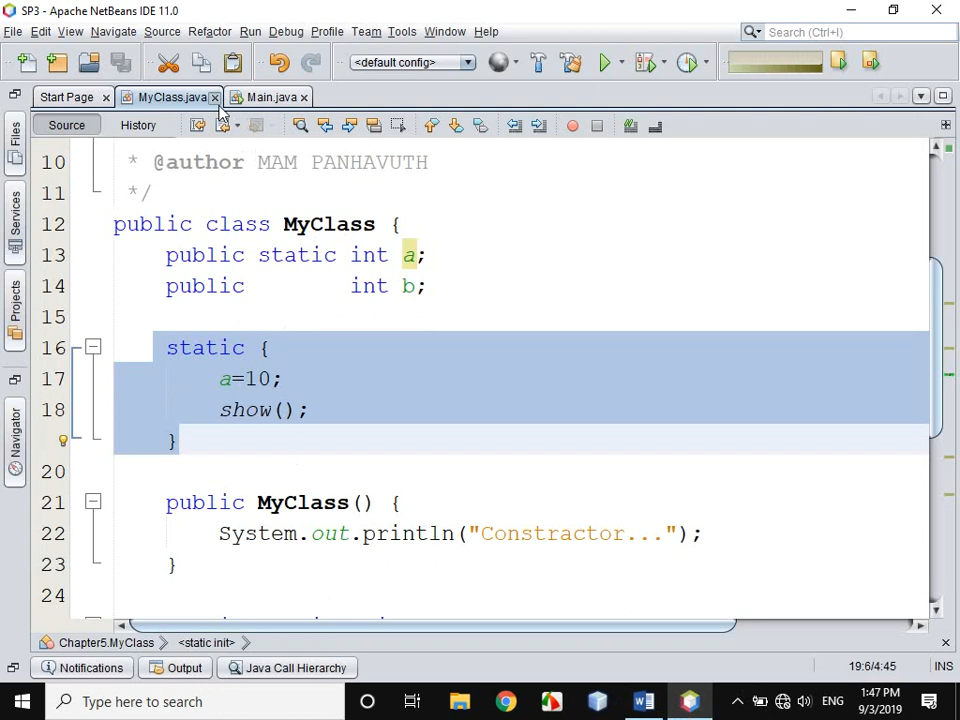 SP3 - Apache NetBeans IDE 11.0
File Edit View Navigate Source Refactor Run Debug Profile Team Tools Window Help
Search (Ctrl+I)
<default config>
Start Page
MyClass.java
Main.java
Source History
Files
Services
Projects
Navigator
10 * @author MAM PANHAVUTH
11 */
12 public class MyClass {
13 public static int a;
14 public int b;
15
16 static {
17 a=10;
18 show();
}
20
21 public MyClass() {
22 System.out.println("Constractor...");
23 }
24
Chapter5.MyClass <static init>
Notifications Output Java Call Hierarchy
19:6/4:45 INS
Type here to search
ENG
1:47 PM
9/3/2019